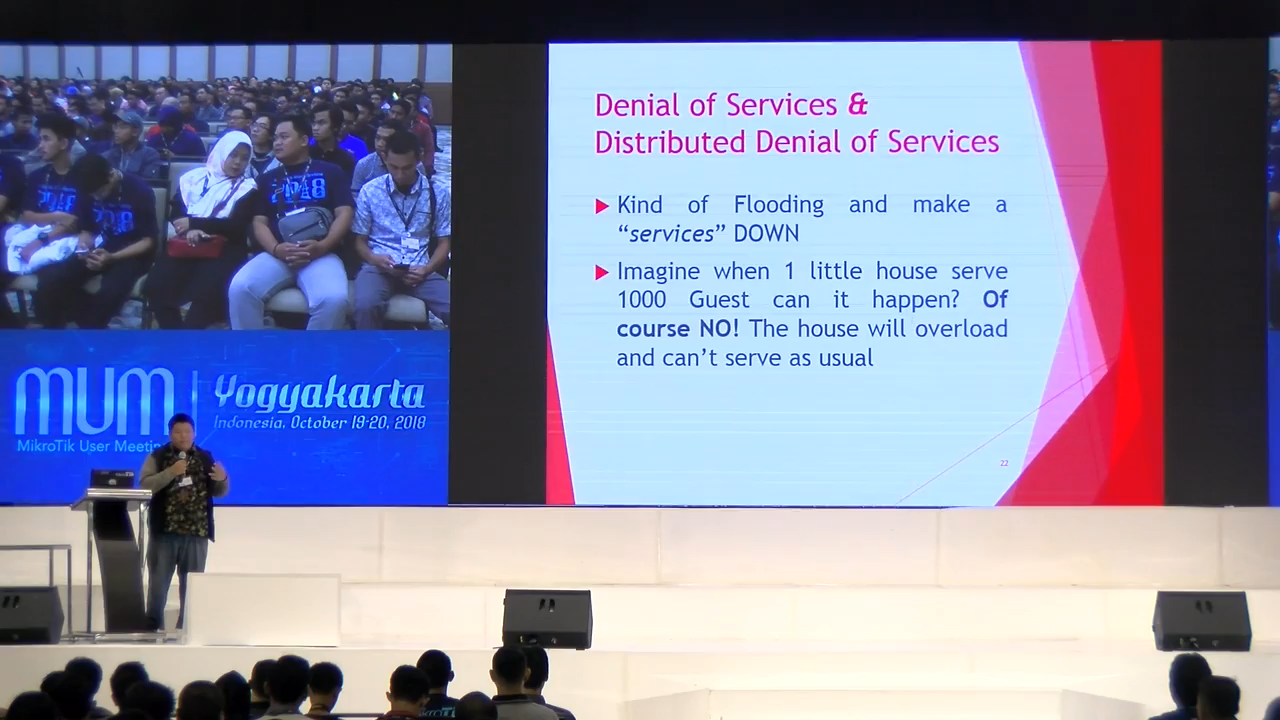 Denial of Services &
Distributed Denial of Services
Kind of Flooding and make a
“services” DOWN
Imagine when 1 little house serve
1000 Guest can it happen? Of
course NO! The house will overload
and can’t serve as usual
22
2018
2018
MUM
Yogyakarta
Indonesia, October 19-20, 2018
MikroTik User